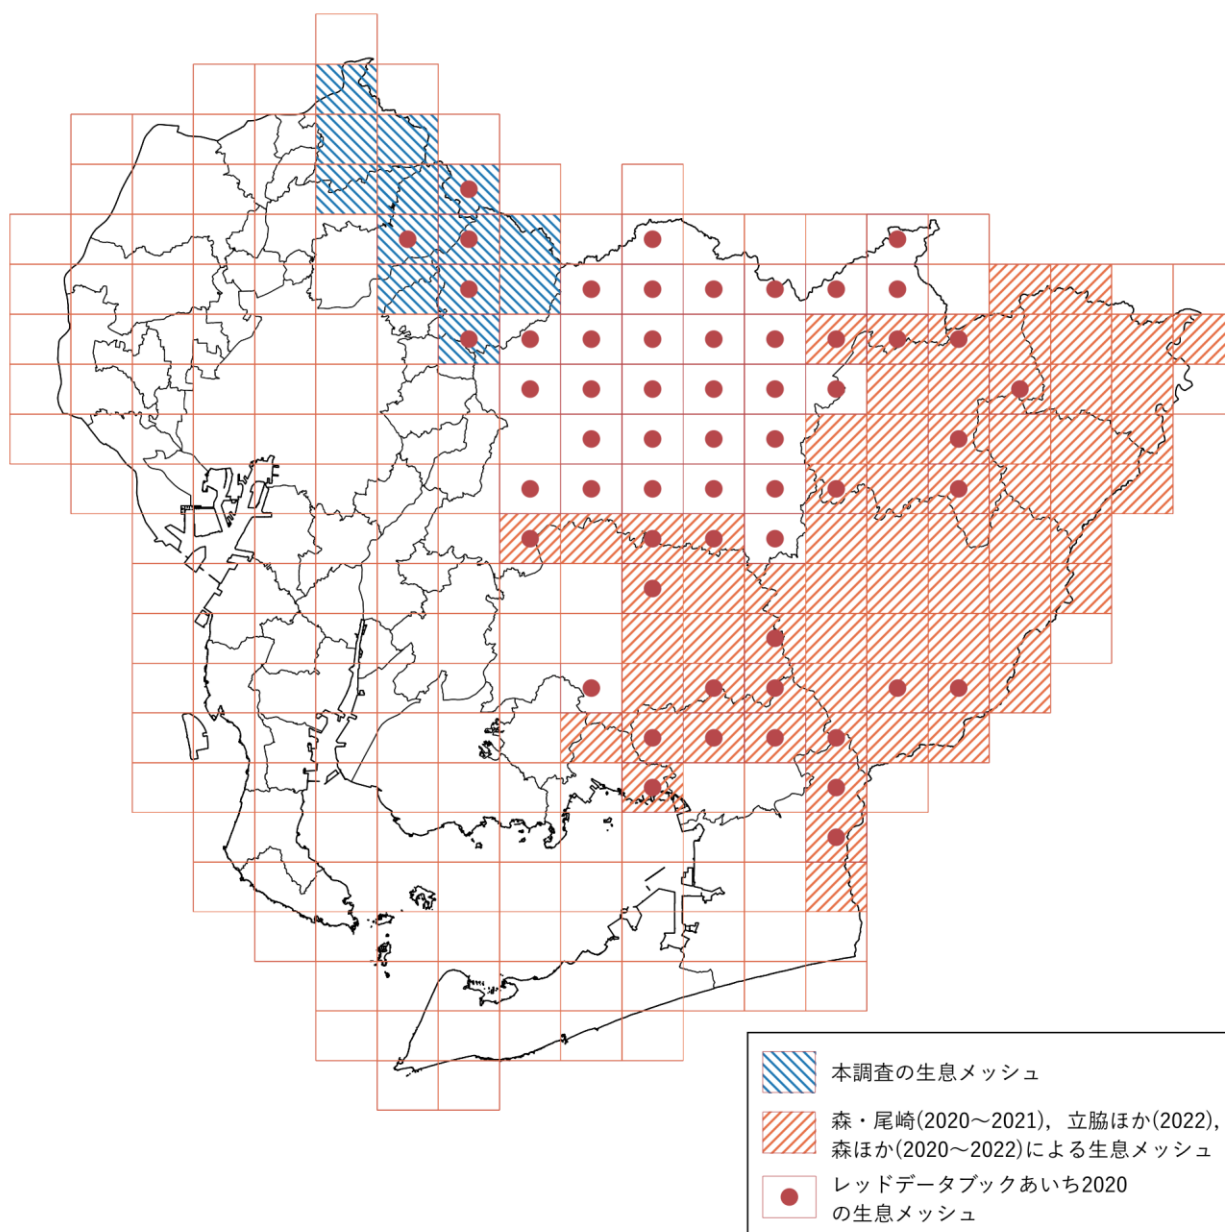 本調査の生息メッシュ
森・尾崎(2020〜2021)，立脇ほか(2022),
森ほか(2020〜2022)による生息メッシュ
レッドデータブックあいち2020
の生息メッシュ